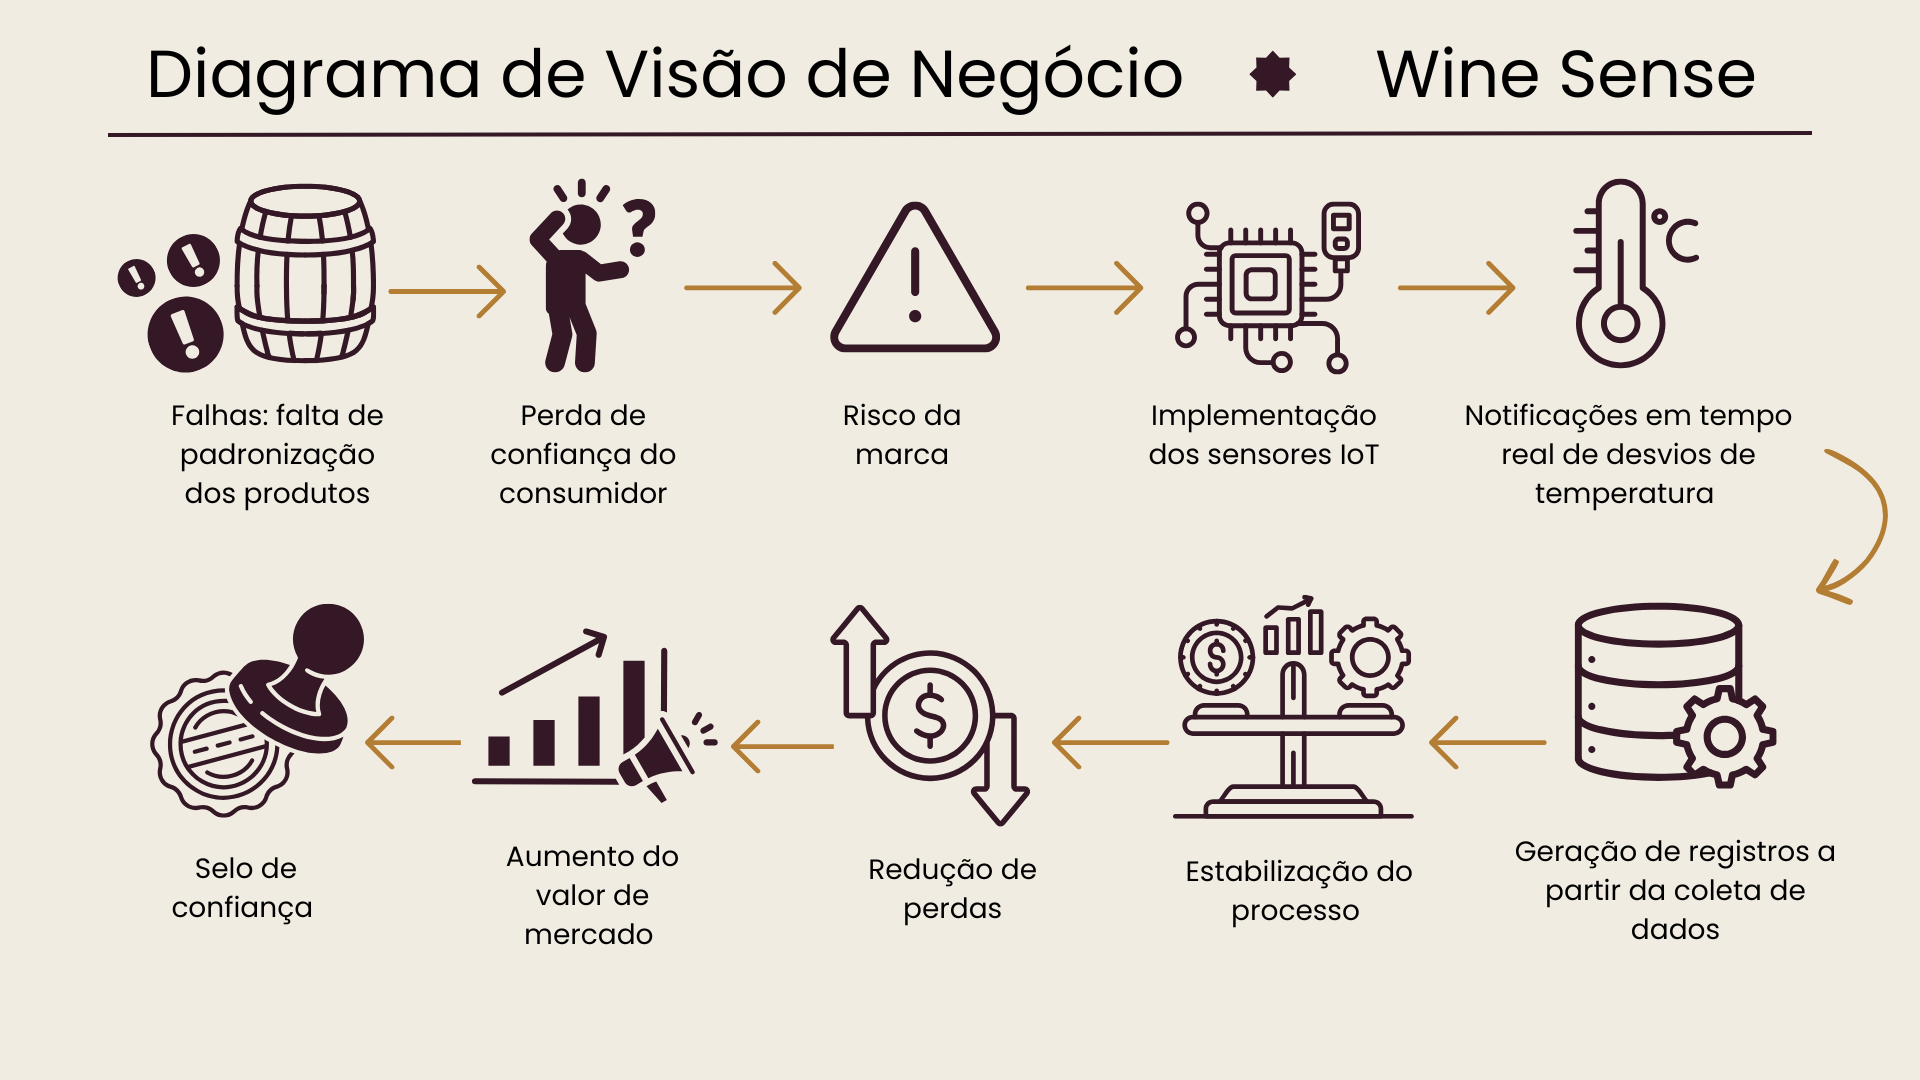 Diagrama de Visão de Negócio Wine Sense
Falhas: falta de
padronização
dos produtos
Perda de
confiança do
consumidor
Risco da
marca
Implementação
dos sensores IoT
Notificações em tempo
real de desvios de
temperatura
Geração de registros a
partir da coleta de
dados
Estabilização do
processo
Redução de
perdas
Aumento do
valor de
mercado
Selo de
confiança